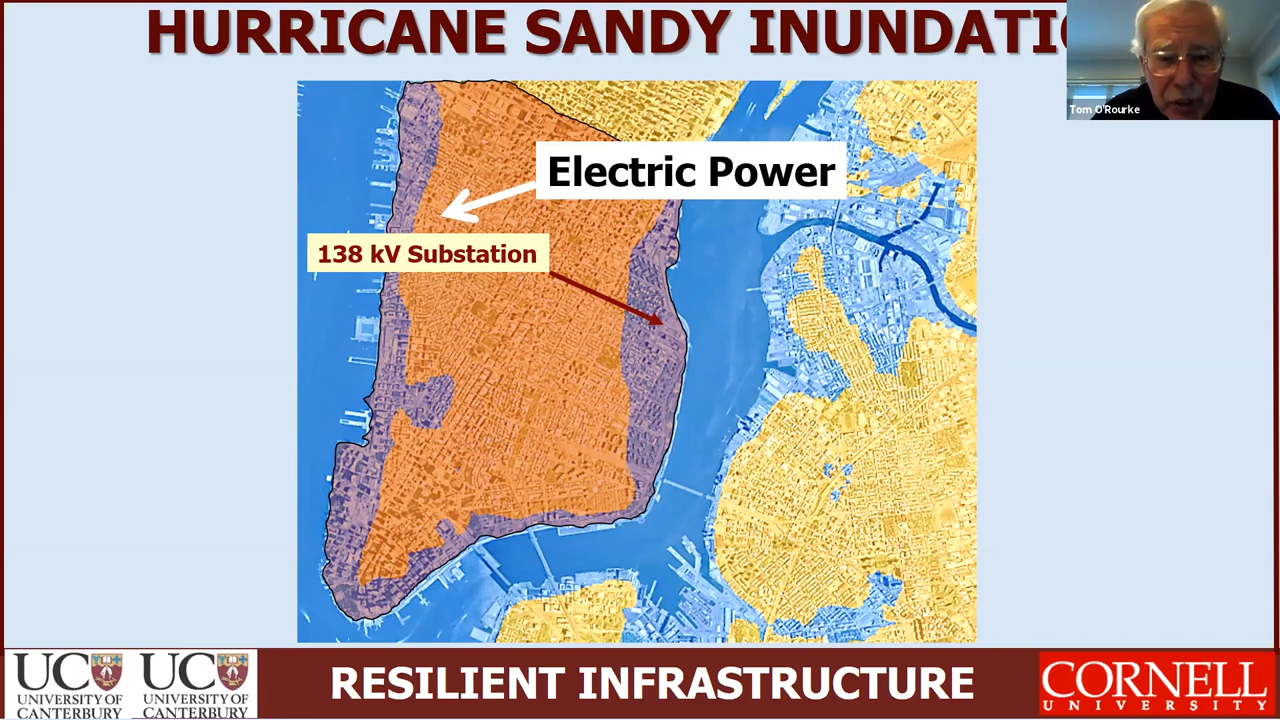 HURRICANE SANDY INUNDATI
Tom O'Rourke
Electric Power
138 kV Substation
UC UC
UNIVERSITY OF UNIVERSITY OF
CANTERBURY CANTERBURY
RESILIENT INFRASTRUCTURE
CORNELL
UNIVERSITY